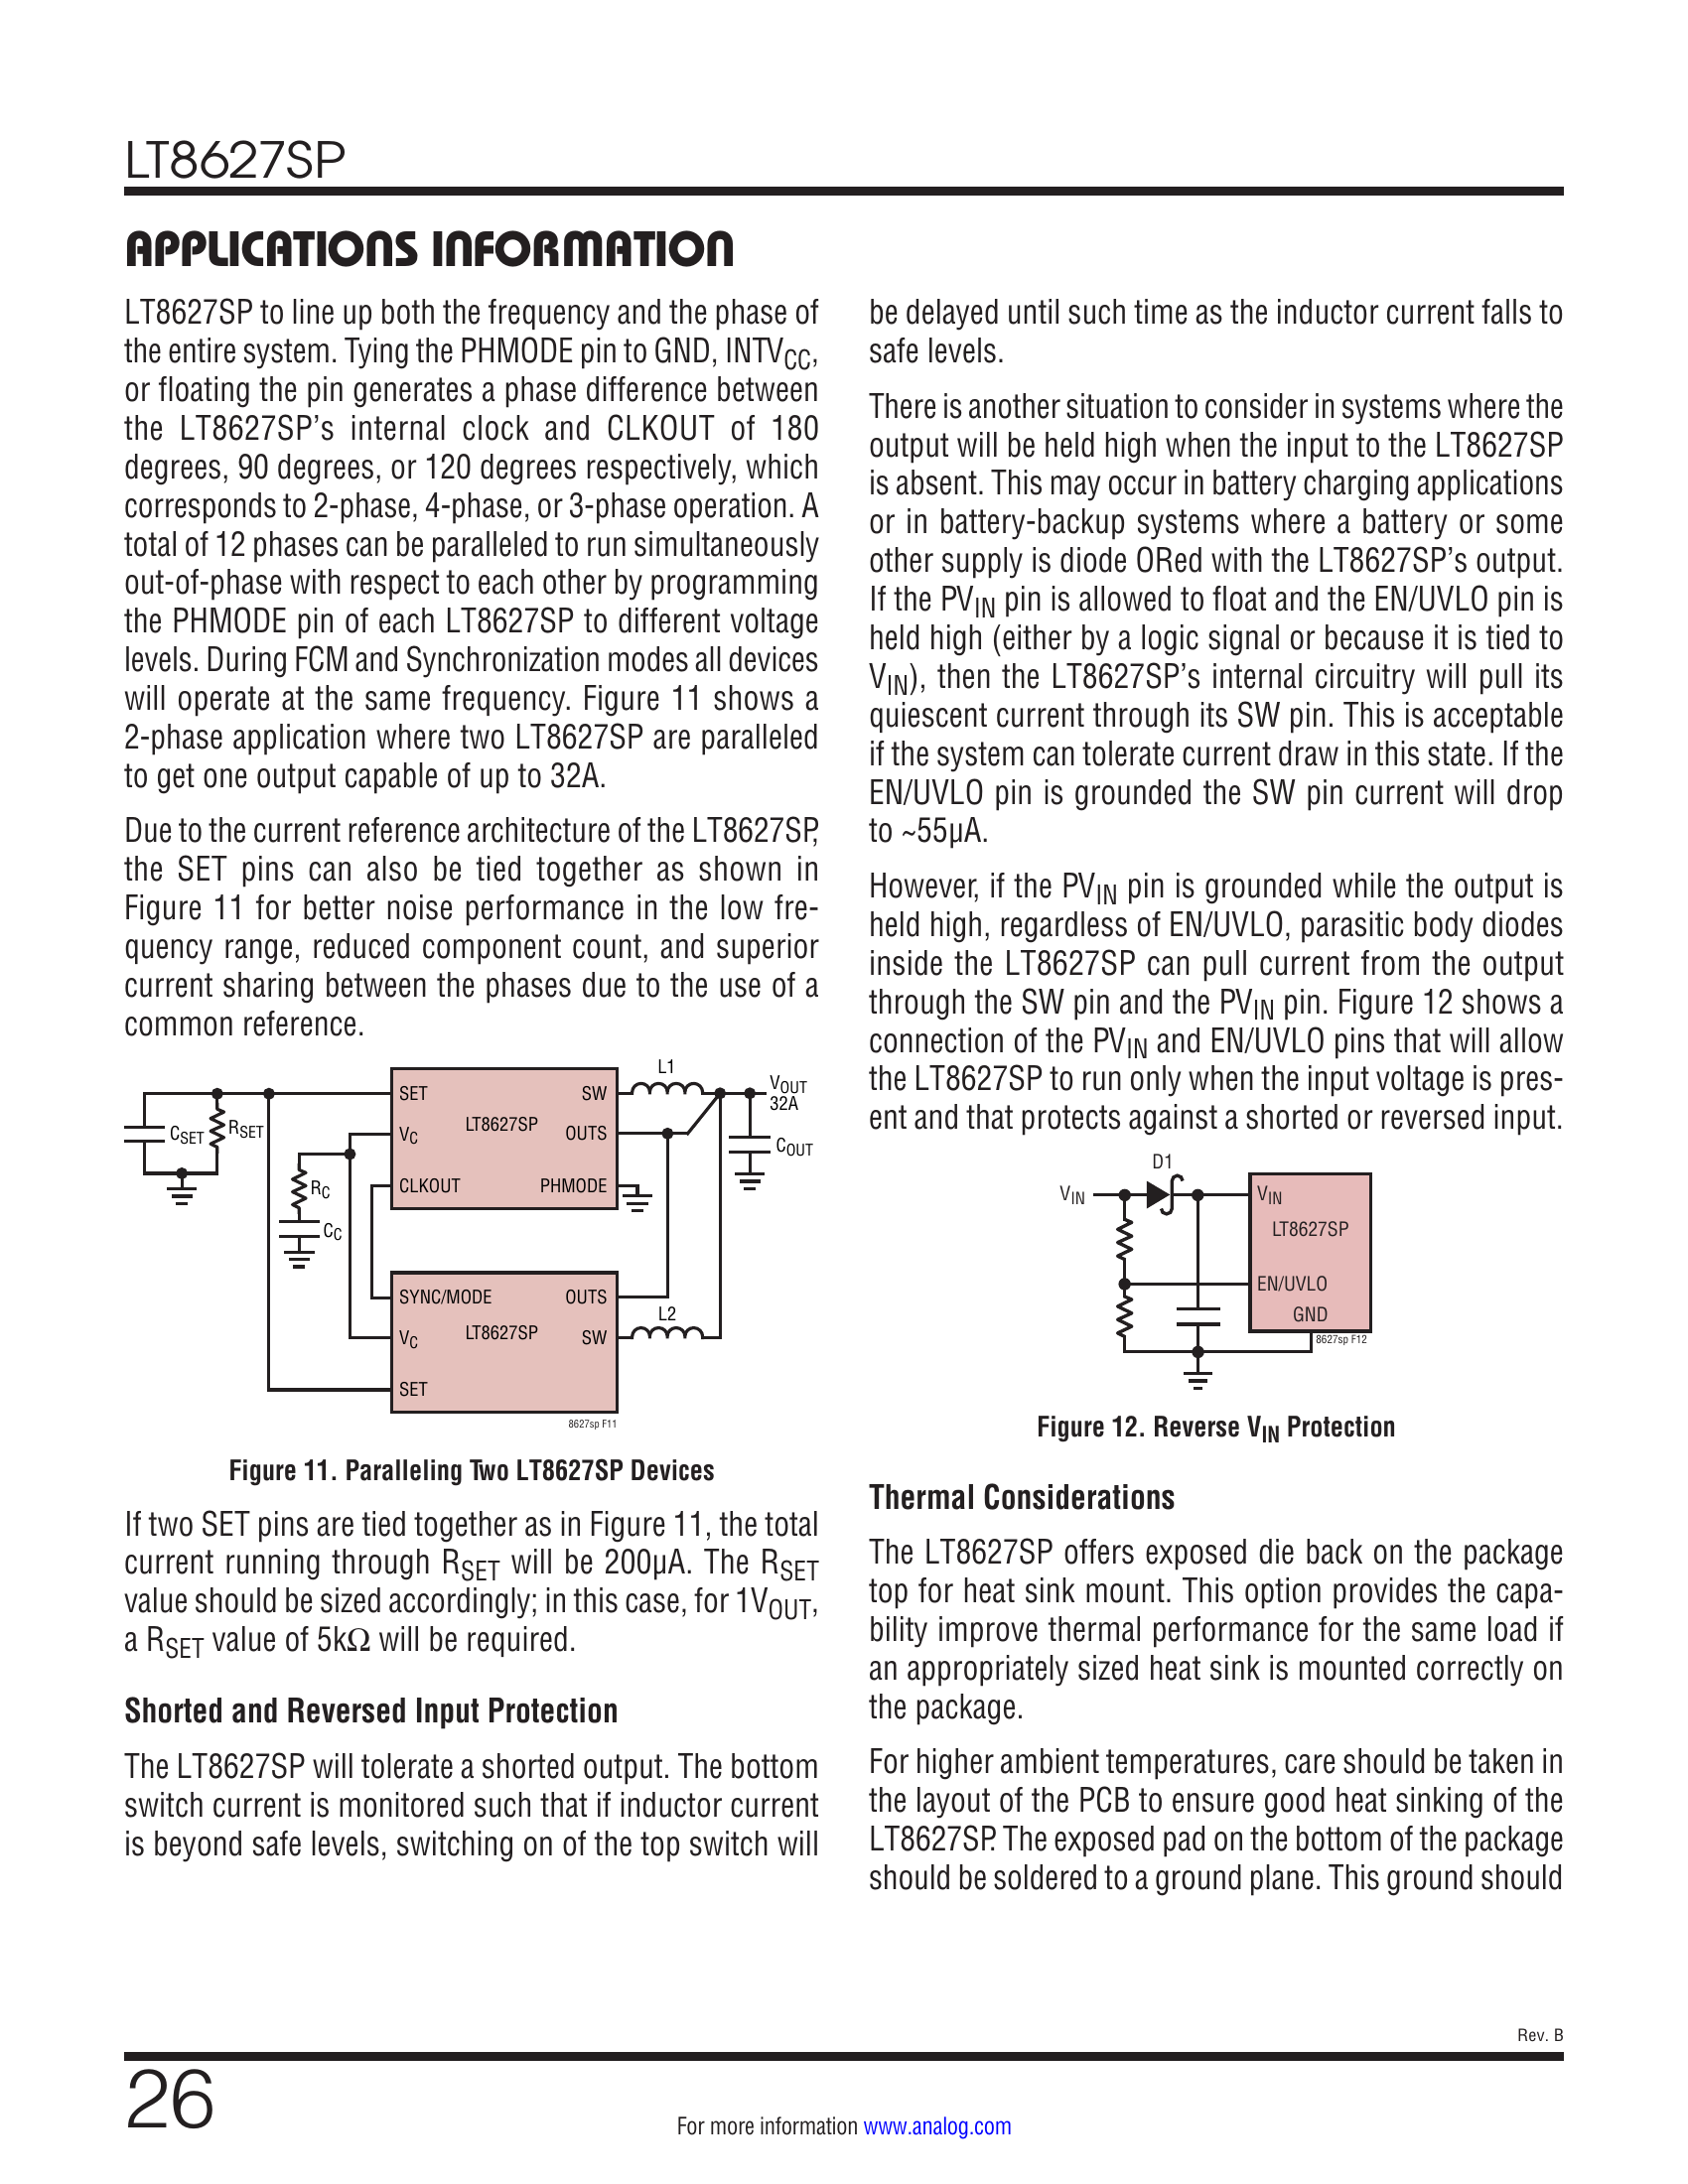 LT8627SP
APPLICATIONS INFORMATION
LT8627SP to line up both the frequency and the phase of
the entire system. Tying the PHMODE pin to GND, INTVCC,
or floating the pin generates a phase difference between
the LT8627SP's internal clock and CLKOUT of 180
degrees, 90 degrees, or 120 degrees respectively, which
corresponds to 2-phase, 4-phase, or 3-phase operation. A
total of 12 phases can be paralleled to run simultaneously
out-of-phase with respect to each other by programming
the PHMODE pin of each LT8627SP to different voltage
levels. During FCM and Synchronization modes all devices
will operate at the same frequency. Figure 11 shows a
2-phase application where two LT8627SP are paralleled
to get one output capable of up to 32A.
Due to the current reference architecture of the LT8627SP,
the SET pins can also be tied together as shown in
Figure 11 for better noise performance in the low fre-
quency range, reduced component count, and superior
current sharing between the phases due to the use of a
common reference.
SET SW L1 VOUT
32A
LT8627SP
CSET RSET VC OUTS COUT
RC CLKOUT PHMODE
CC
SYNC/MODE OUTS
LT8627SP L2
VC SW
SET
8627sp F11
Figure 11. Paralleling Two LT8627SP Devices
If two SET pins are tied together as in Figure 11, the total
current running through RSET will be 200µA. The RSET
value should be sized accordingly; in this case, for 1VOUT,
a RSET value of 5kΩ will be required.
Shorted and Reversed Input Protection
The LT8627SP will tolerate a shorted output. The bottom
switch current is monitored such that if inductor current
is beyond safe levels, switching on of the top switch will
be delayed until such time as the inductor current falls to
safe levels.
There is another situation to consider in systems where the
output will be held high when the input to the LT8627SP
is absent. This may occur in battery charging applications
or in battery-backup systems where a battery or some
other supply is diode ORed with the LT8627SP's output.
If the PVIN pin is allowed to float and the EN/UVLO pin is
held high (either by a logic signal or because it is tied to
VIN), then the LT8627SP's internal circuitry will pull its
quiescent current through its SW pin. This is acceptable
if the system can tolerate current draw in this state. If the
EN/UVLO pin is grounded the SW pin current will drop
to ~55µA.
However, if the PVIN pin is grounded while the output is
held high, regardless of EN/UVLO, parasitic body diodes
inside the LT8627SP can pull current from the output
through the SW pin and the PVIN pin. Figure 12 shows a
connection of the PVIN and EN/UVLO pins that will allow
the LT8627SP to run only when the input voltage is pres-
ent and that protects against a shorted or reversed input.
D1
VIN VIN
LT8627SP
EN/UVLO
GND
8627sp F12
Figure 12. Reverse VIN Protection
Thermal Considerations
The LT8627SP offers exposed die back on the package
top for heat sink mount. This option provides the capa-
bility improve thermal performance for the same load if
an appropriately sized heat sink is mounted correctly on
the package.
For higher ambient temperatures, care should be taken in
the layout of the PCB to ensure good heat sinking of the
LT8627SP. The exposed pad on the bottom of the package
should be soldered to a ground plane. This ground should
Rev. B
26
For more information www.analog.com